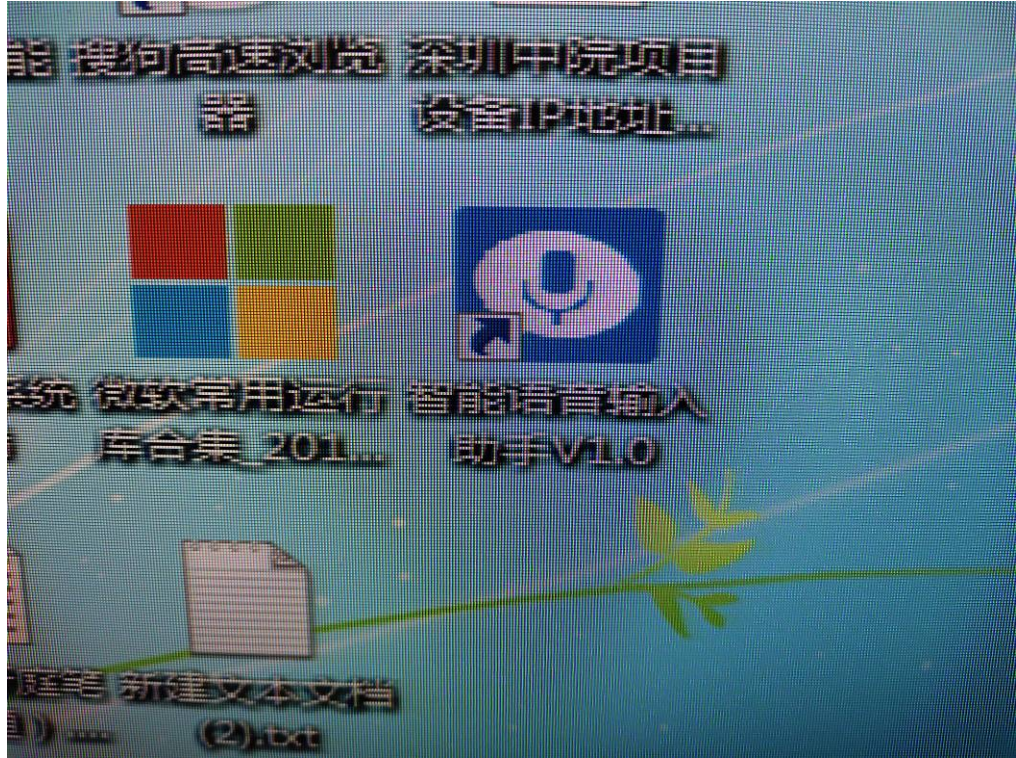 能 搜狗高速浏览 深圳中院项目
器 设备IP地址...
系统 微软常用运行 智能语音输入
库合集_201... 助手V1.0
庭笔 新建文本文档
) .... (2).txt